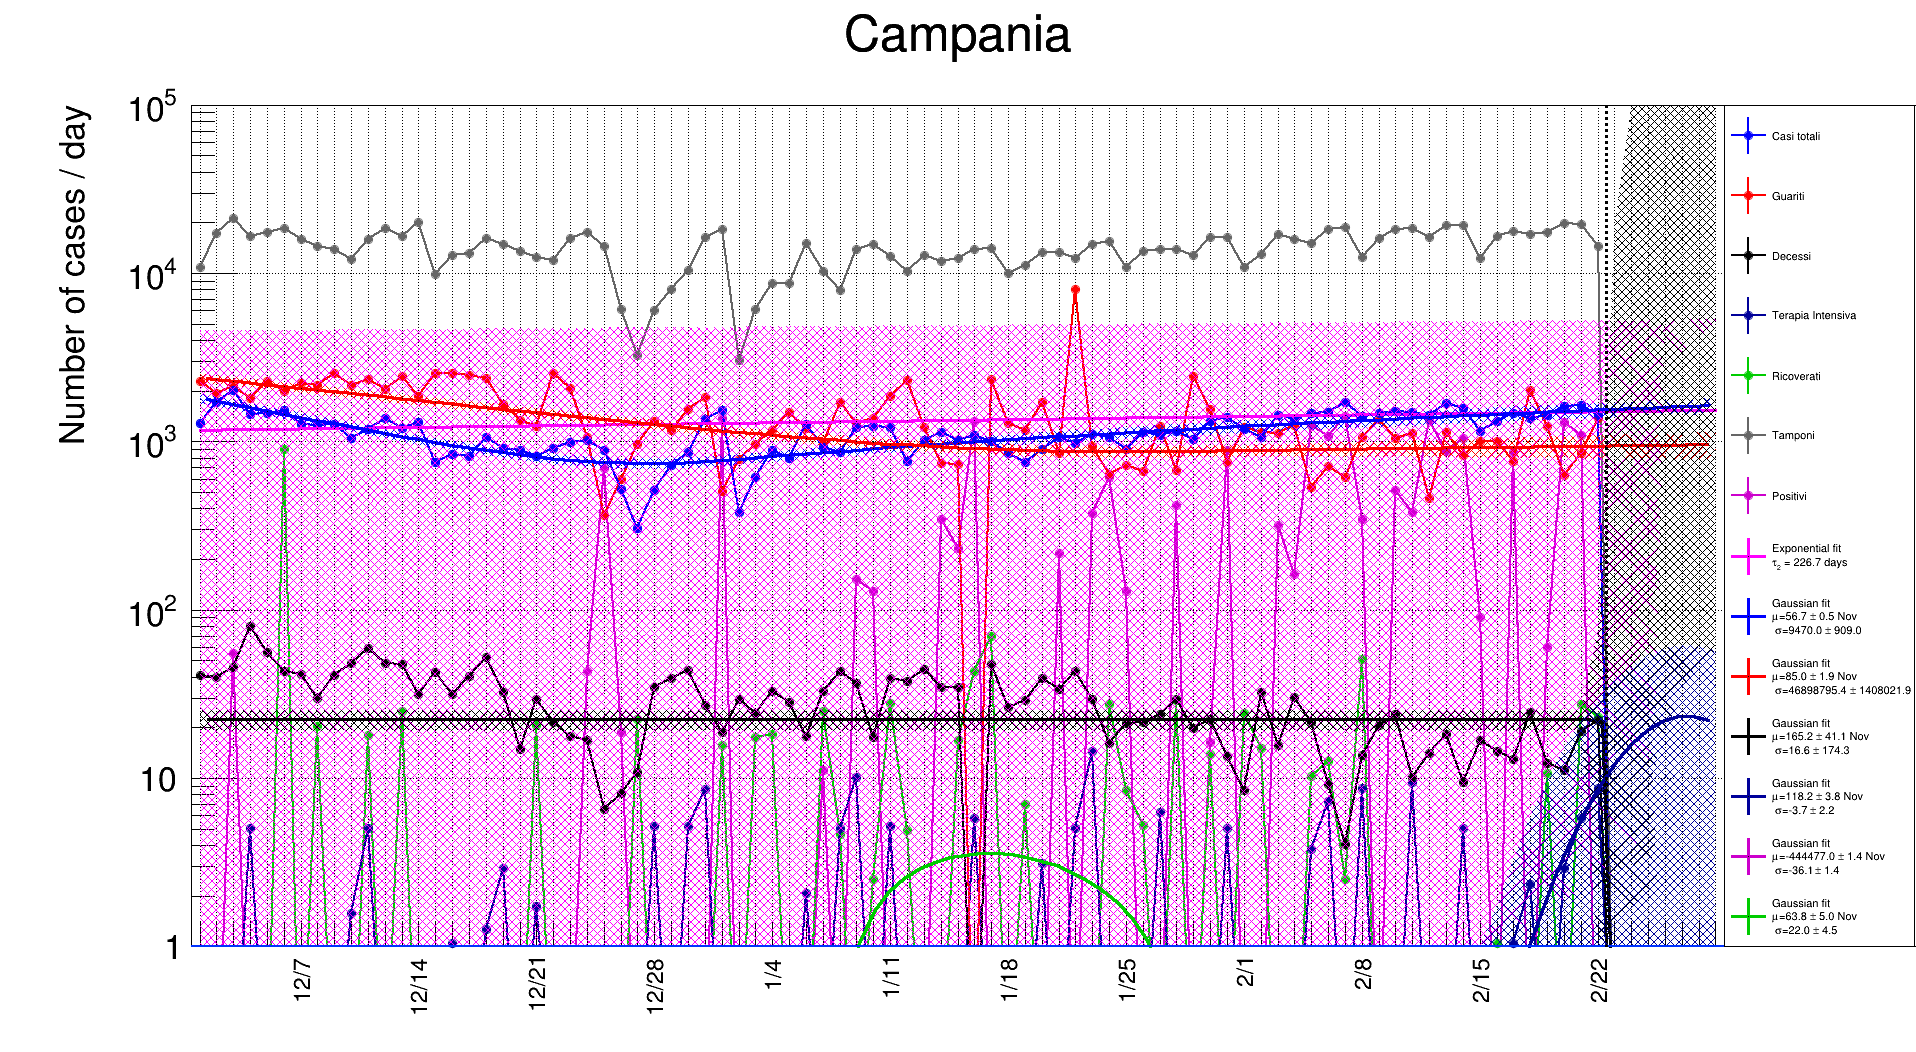 Campania
Number of cases / day
10^5
10^4
10^3
10^2
10
1
12/7
12/14
12/21
12/28
1/4
1/11
1/18
1/25
2/1
2/8
2/15
2/22
Casi totali
Guariti
Decessi
Terapia Intensiva
Ricoverati
Tamponi
Positivi
Exponential fit
τ₂ = 226.7 days
Gaussian fit
μ=56.7 ± 0.5 Nov
σ=9470.0 ± 909.0
Gaussian fit
μ=85.0 ± 1.9 Nov
σ=46898795.4 ± 1408021.9
Gaussian fit
μ=165.2 ± 41.1 Nov
σ=16.6 ± 174.3
Gaussian fit
μ=118.2 ± 3.8 Nov
σ=-3.7 ± 2.2
Gaussian fit
μ=-444477.0 ± 1.4 Nov
σ=-36.1 ± 1.4
Gaussian fit
μ=63.8 ± 5.0 Nov
σ=22.0 ± 4.5